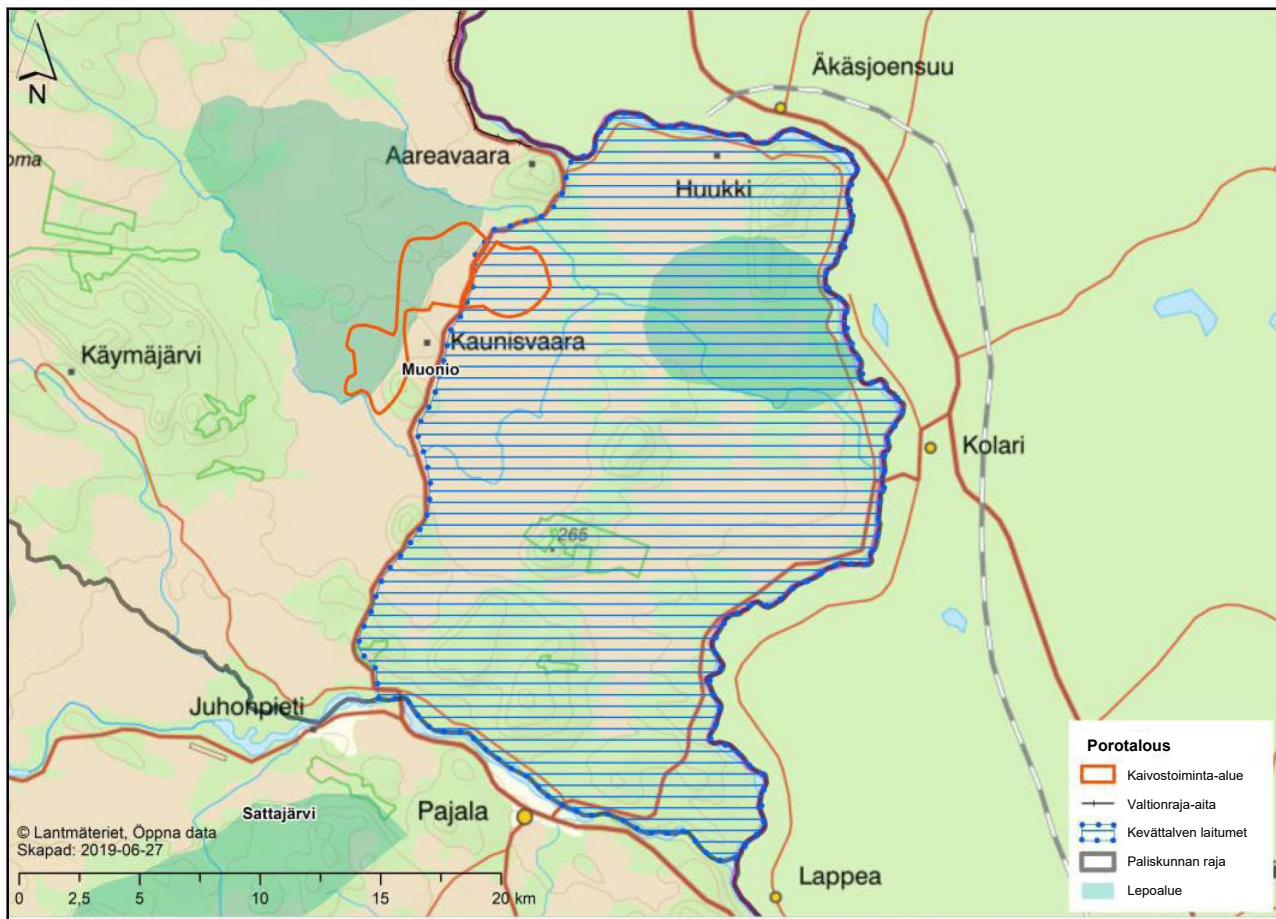 N
Äkäsjoensuu
oma
Aareavaara
Huukki
Käymäjärvi
Kaunisvaara
Muonio
Kolari
265
Juhonpieti
Porotalous
Kaivostoiminta-alue
Valtionraja-aita
Kevättalven laitumet
Paliskunnan raja
Lepoalue
Sattajärvi
Pajala
© Lantmäteriet, Öppna data
Skapad: 2019-06-27
Lappea
0 2,5 5 10 15 20 km